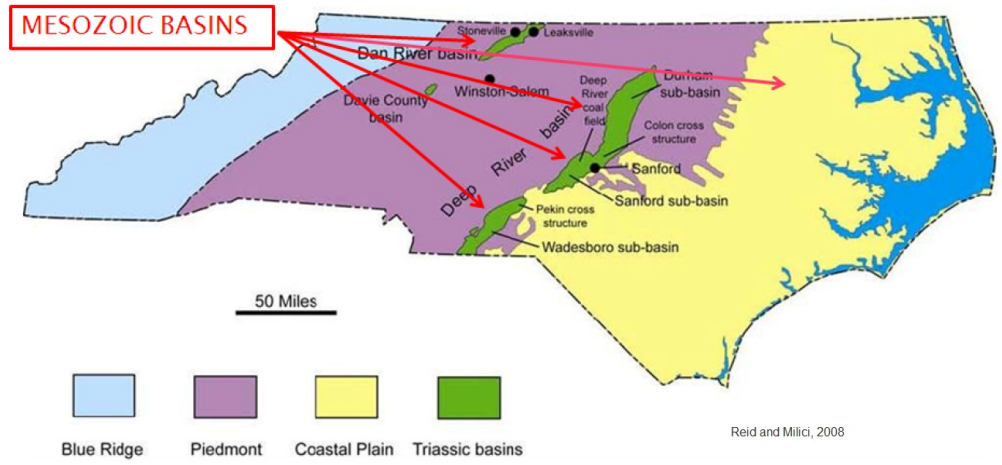 MESOZOIC BASINS
Stoneville
Leaksville
Dan River basin
Deep
River
coal
field
Durham
sub-basin
Winston-Salem
Davie County
basin
Colon cross
structure
Deep River basin
Sanford
Sanford sub-basin
Pekin cross
structure
Wadesboro sub-basin
50 Miles
Blue Ridge
Piedmont
Coastal Plain
Triassic basins
Reid and Milici, 2008